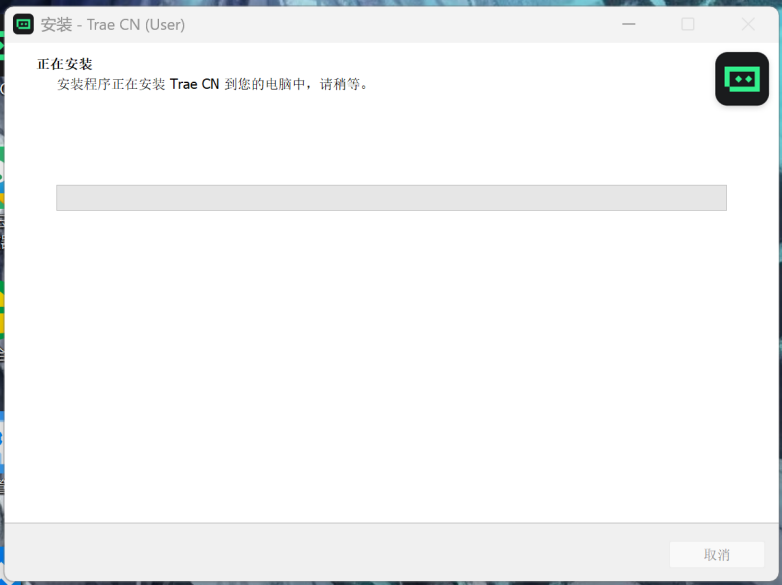 安装 - Trae CN (User)
正在安装
安装程序正在安装 Trae CN 到您的电脑中，请稍等。
取消